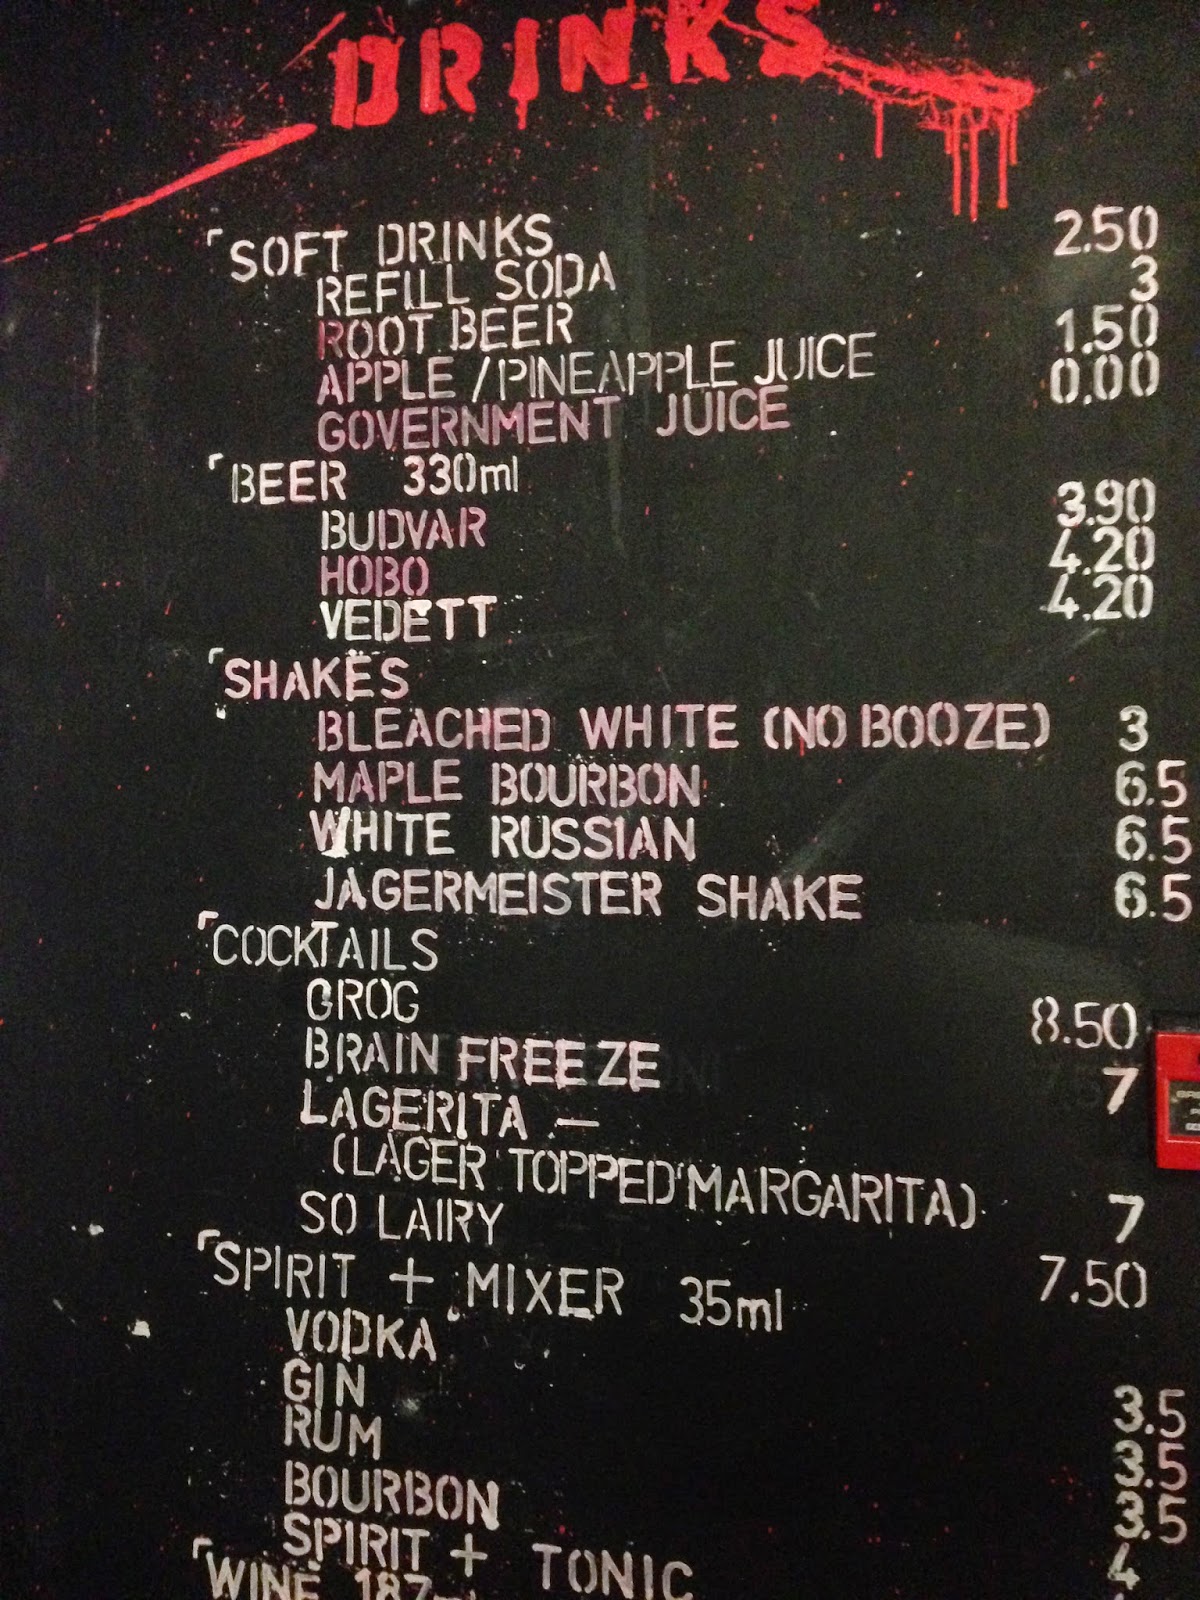 DRINKS
SOFT DRINKS
REFILL SODA 2.50
ROOT BEER 3
APPLE / PINEAPPLE JUICE 1.50
GOVERNMENT JUICE 0.00
BEER 330ml
BUDVAR 3.90
HOBO 4.20
VEDETT 4.20
SHAKES
BLEACHED WHITE (NO BOOZE) 3
MAPLE BOURBON 6.5
WHITE RUSSIAN 6.5
JAGERMEISTER SHAKE 6.5
COCKTAILS
GROG 8.50
BRAIN FREEZE 7
LAGERITA —
(LAGER TOPPED MARGARITA) 7
SO LAIRY 7.50
SPIRIT + MIXER 35ml
VODKA 3.5
GIN 3.5
RUM 3.5
BOURBON 4
SPIRIT + TONIC
WINE 187ml